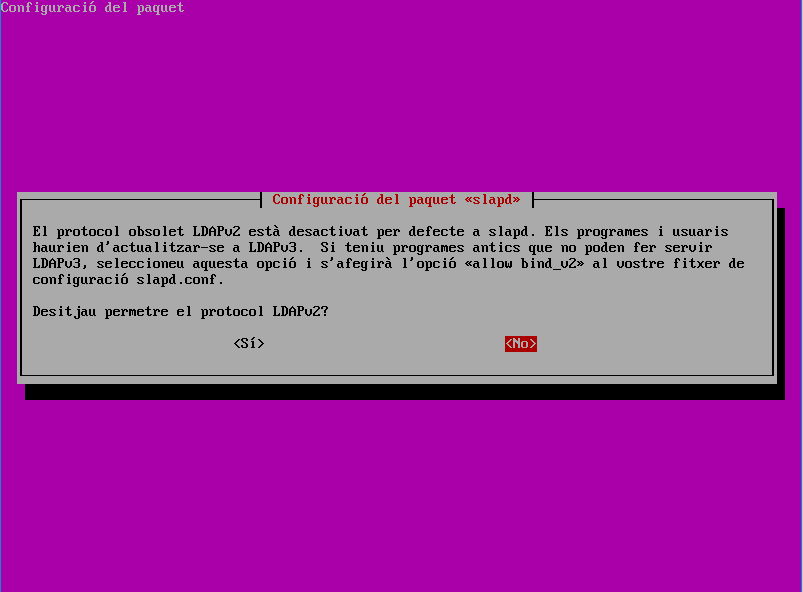 Configuració del paquet
Configuració del paquet «slapd»
El protocol obsolet LDAPv2 està desactivat per defecte a slapd. Els programes i usuaris
haurien d'actualitzar-se a LDAPv3.  Si teniu programes antics que no poden fer servir
LDAPv3, seleccioneu aquesta opció i s'afegirà l'opció «allow bind_v2» al vostre fitxer de
configuració slapd.conf.
Desitjau permetre el protocol LDAPv2?
<Sí> <No>